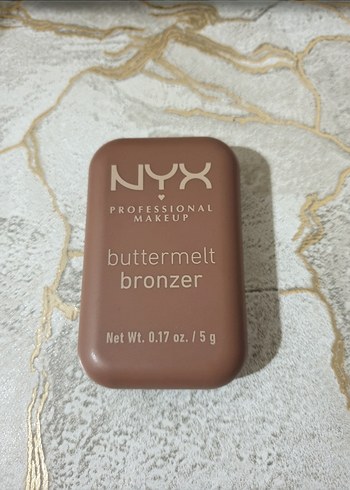 NYX
PROFESSIONAL
MAKEUP
buttermelt
bronzer
Net Wt. 0.17 oz. / 5 g